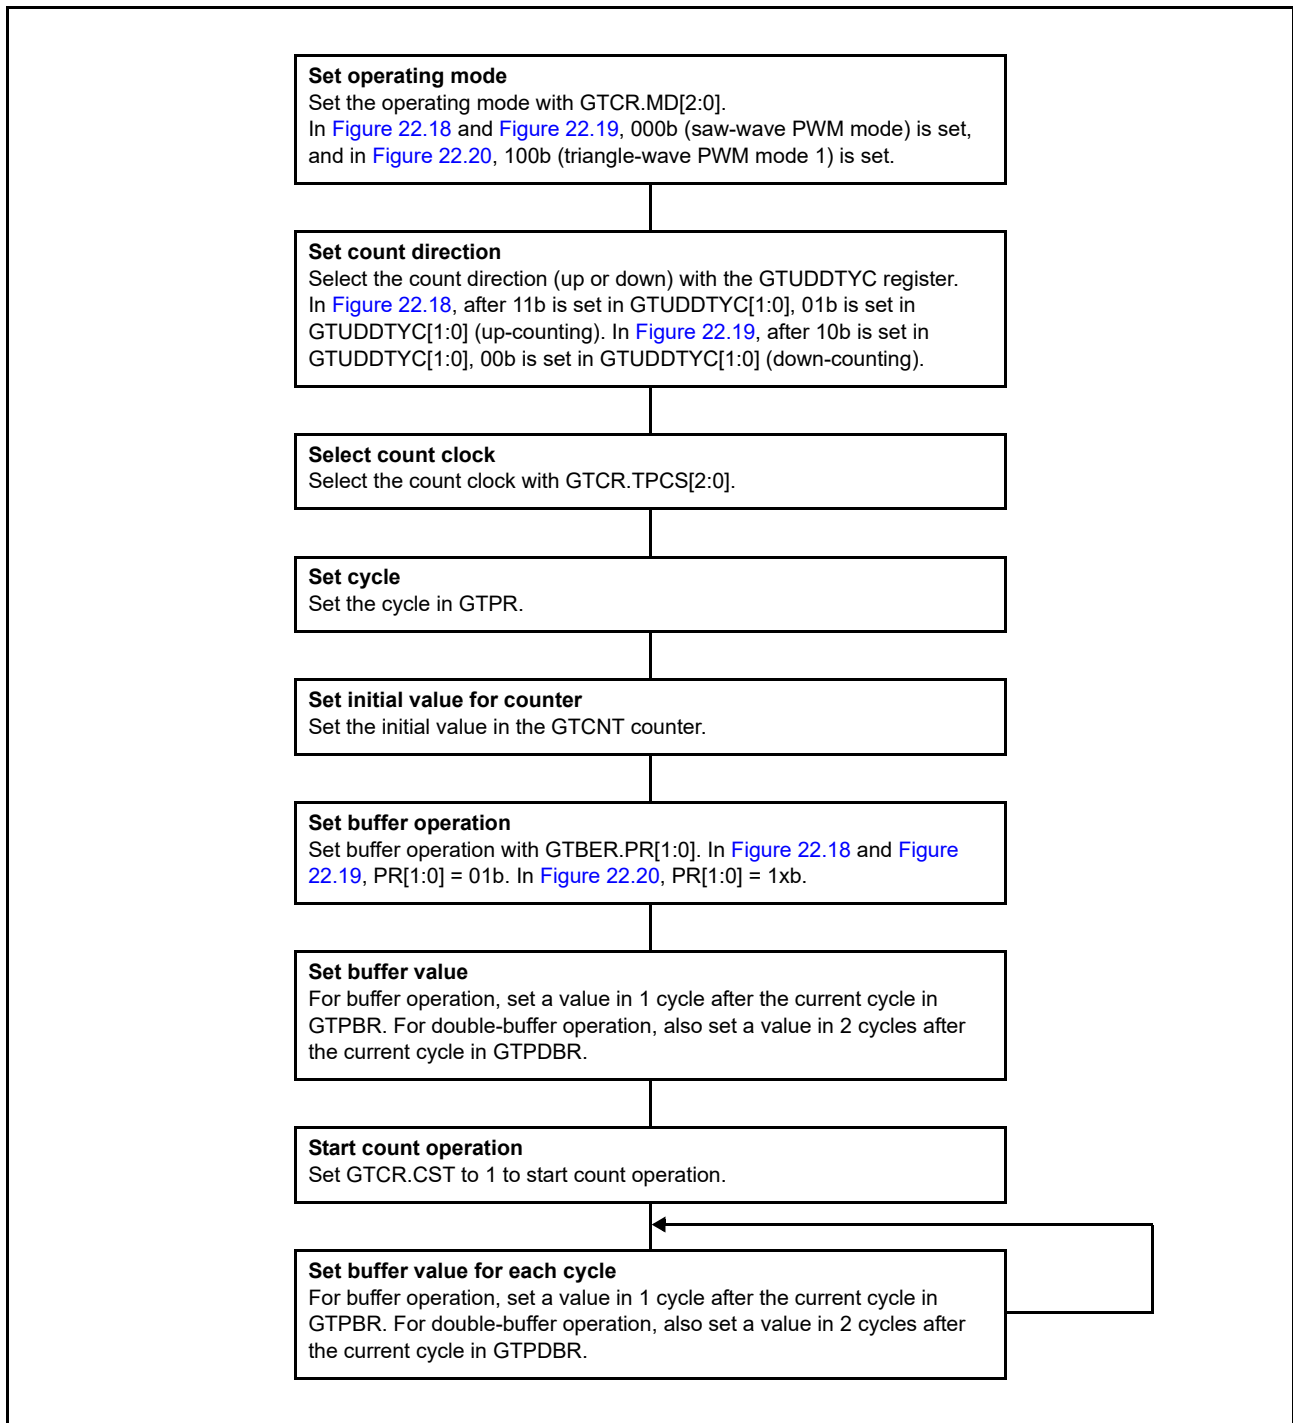 Set operating mode
Set the operating mode with GTCR.MD[2:0].
In Figure 22.18 and Figure 22.19, 000b (saw-wave PWM mode) is set,
and in Figure 22.20, 100b (triangle-wave PWM mode 1) is set.
Set count direction
Select the count direction (up or down) with the GTUDDTYC register.
In Figure 22.18, after 11b is set in GTUDDTYC[1:0], 01b is set in
GTUDDTYC[1:0] (up-counting). In Figure 22.19, after 10b is set in
GTUDDTYC[1:0], 00b is set in GTUDDTYC[1:0] (down-counting).
Select count clock
Select the count clock with GTCR.TPCS[2:0].
Set cycle
Set the cycle in GTPR.
Set initial value for counter
Set the initial value in the GTCNT counter.
Set buffer operation
Set buffer operation with GTBER.PR[1:0]. In Figure 22.18 and Figure
22.19, PR[1:0] = 01b. In Figure 22.20, PR[1:0] = 1xb.
Set buffer value
For buffer operation, set a value in 1 cycle after the current cycle in
GTPBR. For double-buffer operation, also set a value in 2 cycles after
the current cycle in GTPDBR.
Start count operation
Set GTCR.CST to 1 to start count operation.
Set buffer value for each cycle
For buffer operation, set a value in 1 cycle after the current cycle in
GTPBR. For double-buffer operation, also set a value in 2 cycles after
the current cycle in GTPDBR.